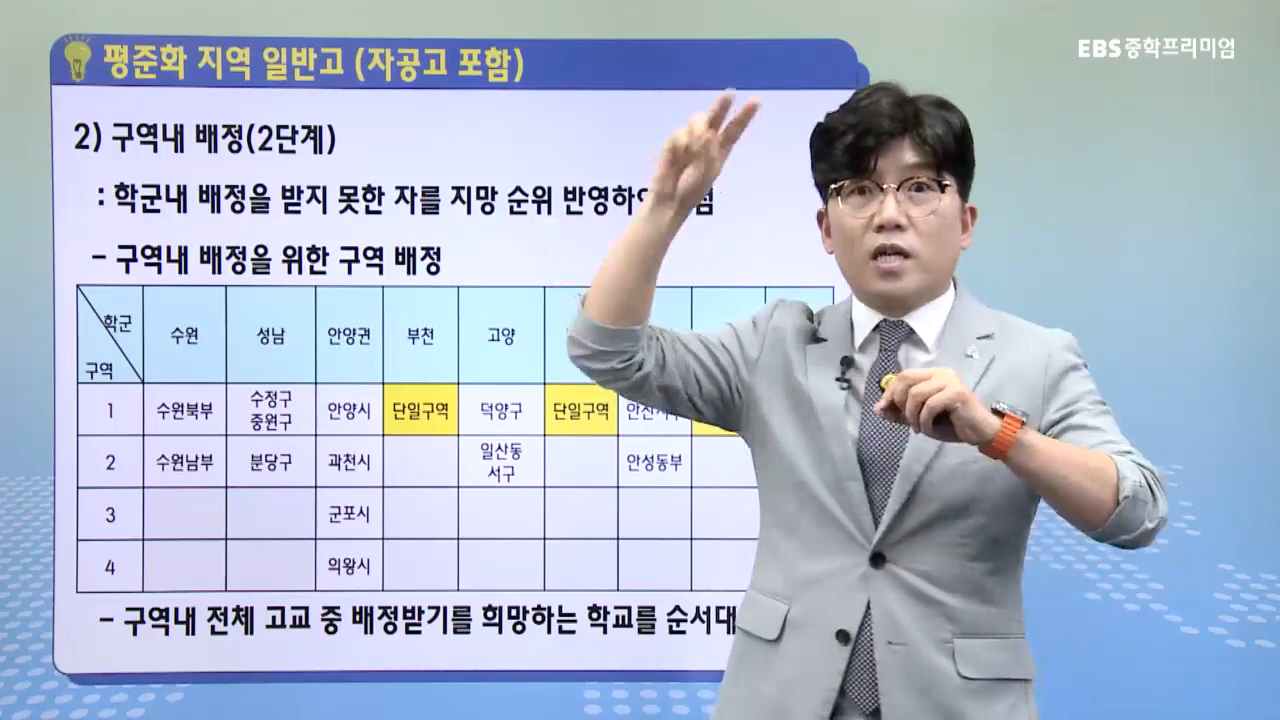 평준화 지역 일반고 (자공고 포함)
EBS 중학프리미엄
2) 구역내 배정(2단계)
: 학군내 배정을 받지 못한 자를 지망 순위 반영하여
- 구역내 배정을 위한 구역 배정
학군 수원 성남 안양권 부천 고양
구역
1 수원북부 수정구 중원구 안양시 단일구역 덕양구 단일구역
2 수원남부 분당구 과천시 일산동 서구 안성동부
3 군포시
4 의왕시
- 구역내 전체 고교 중 배정받기를 희망하는 학교를 순서대